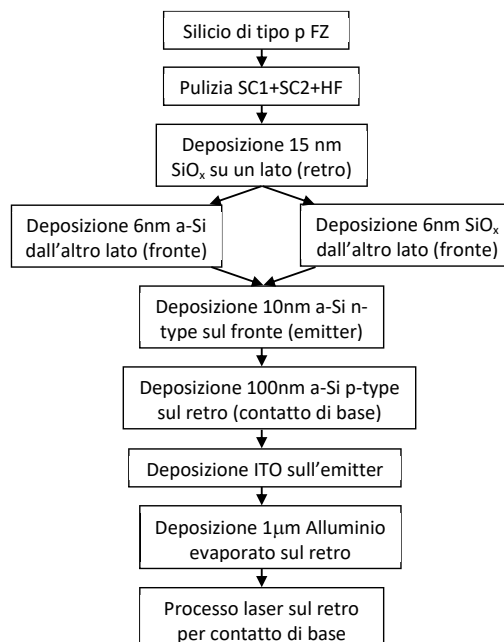 Silicio di tipo p FZ
Pulizia SC1+SC2+HF
Deposizione 15 nm
SiOₓ su un lato (retro)
Deposizione 6nm a-Si
dall'altro lato (fronte)
Deposizione 6nm SiOₓ
dall'altro lato (fronte)
Deposizione 10nm a-Si n-
type sul fronte (emitter)
Deposizione 100nm a-Si p-type
sul retro (contatto di base)
Deposizione ITO sull'emitter
Deposizione 1μm Alluminio
evaporato sul retro
Processo laser sul retro
per contatto di base